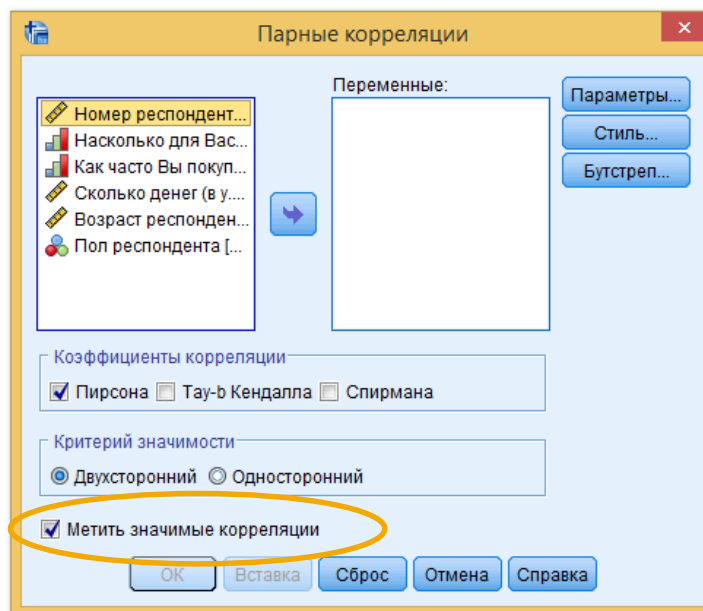 Парные корреляции
Переменные:
Номер респондент...
Насколько для Вас...
Как часто Вы покуп...
Сколько денег (в у....
Возраст респонден...
Пол респондента [...
Параметры...
Стиль...
Бутстреп...
Коэффициенты корреляции
Пирсона Тау-b Кендалла Спирмана
Критерий значимости
Двухсторонний Односторонний
Метить значимые корреляции
ОК Вставка Сброс Отмена Справка